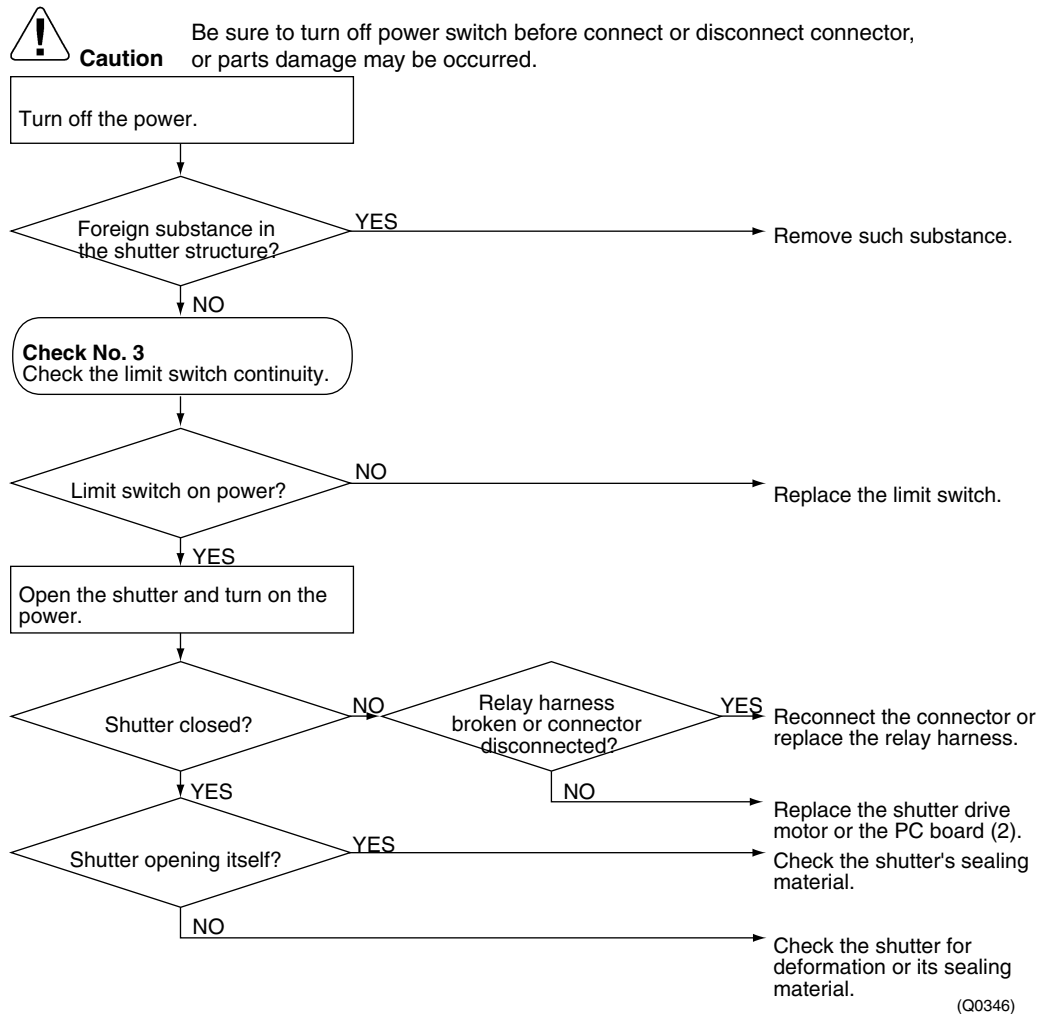 Be sure to turn off power switch before connect or disconnect connector,
Caution or parts damage may be occurred.
Turn off the power.
Foreign substance in
the shutter structure?
YES
Remove such substance.
NO
Check No. 3
Check the limit switch continuity.
Limit switch on power?
NO
Replace the limit switch.
YES
Open the shutter and turn on the
power.
Shutter closed?
NO
Relay harness
broken or connector
disconnected?
YES
Reconnect the connector or
replace the relay harness.
NO
Replace the shutter drive
motor or the PC board (2).
YES
Shutter opening itself?
YES
Check the shutter's sealing
material.
NO
Check the shutter for
deformation or its sealing
material.
(Q0346)